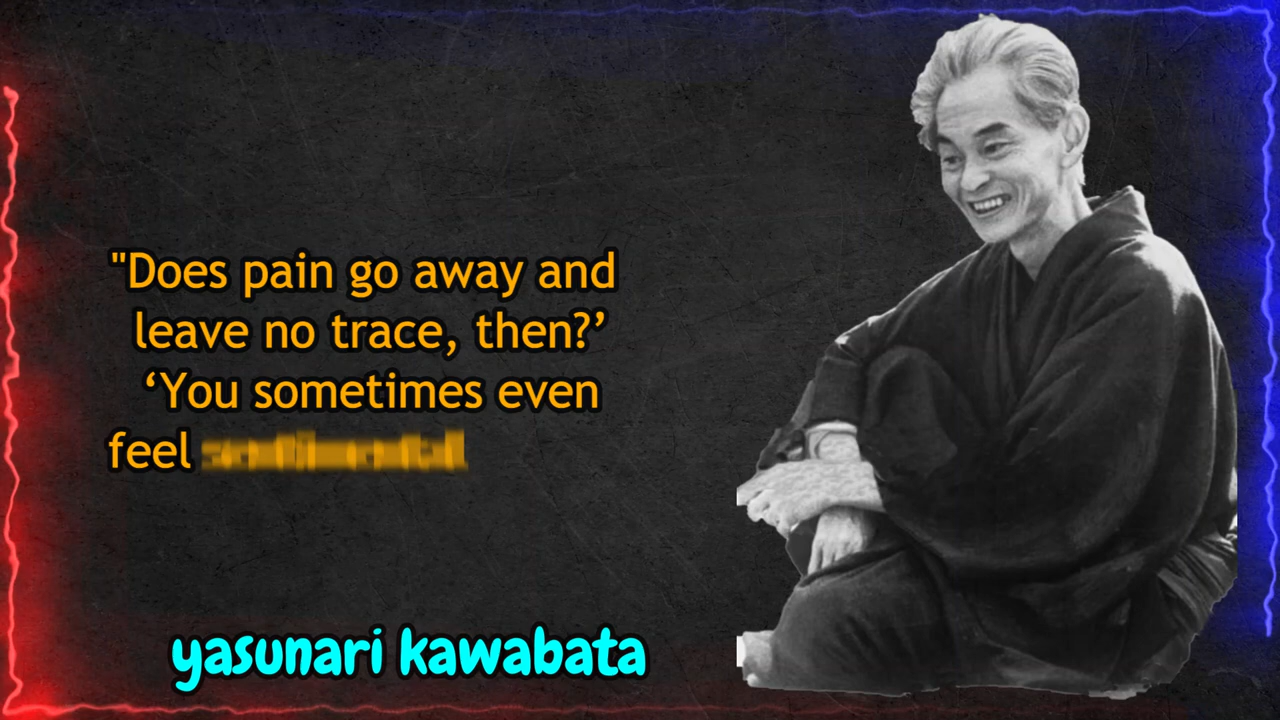 "Does pain go away and
leave no trace, then?’
‘You sometimes even
feel
yasunari kawabata